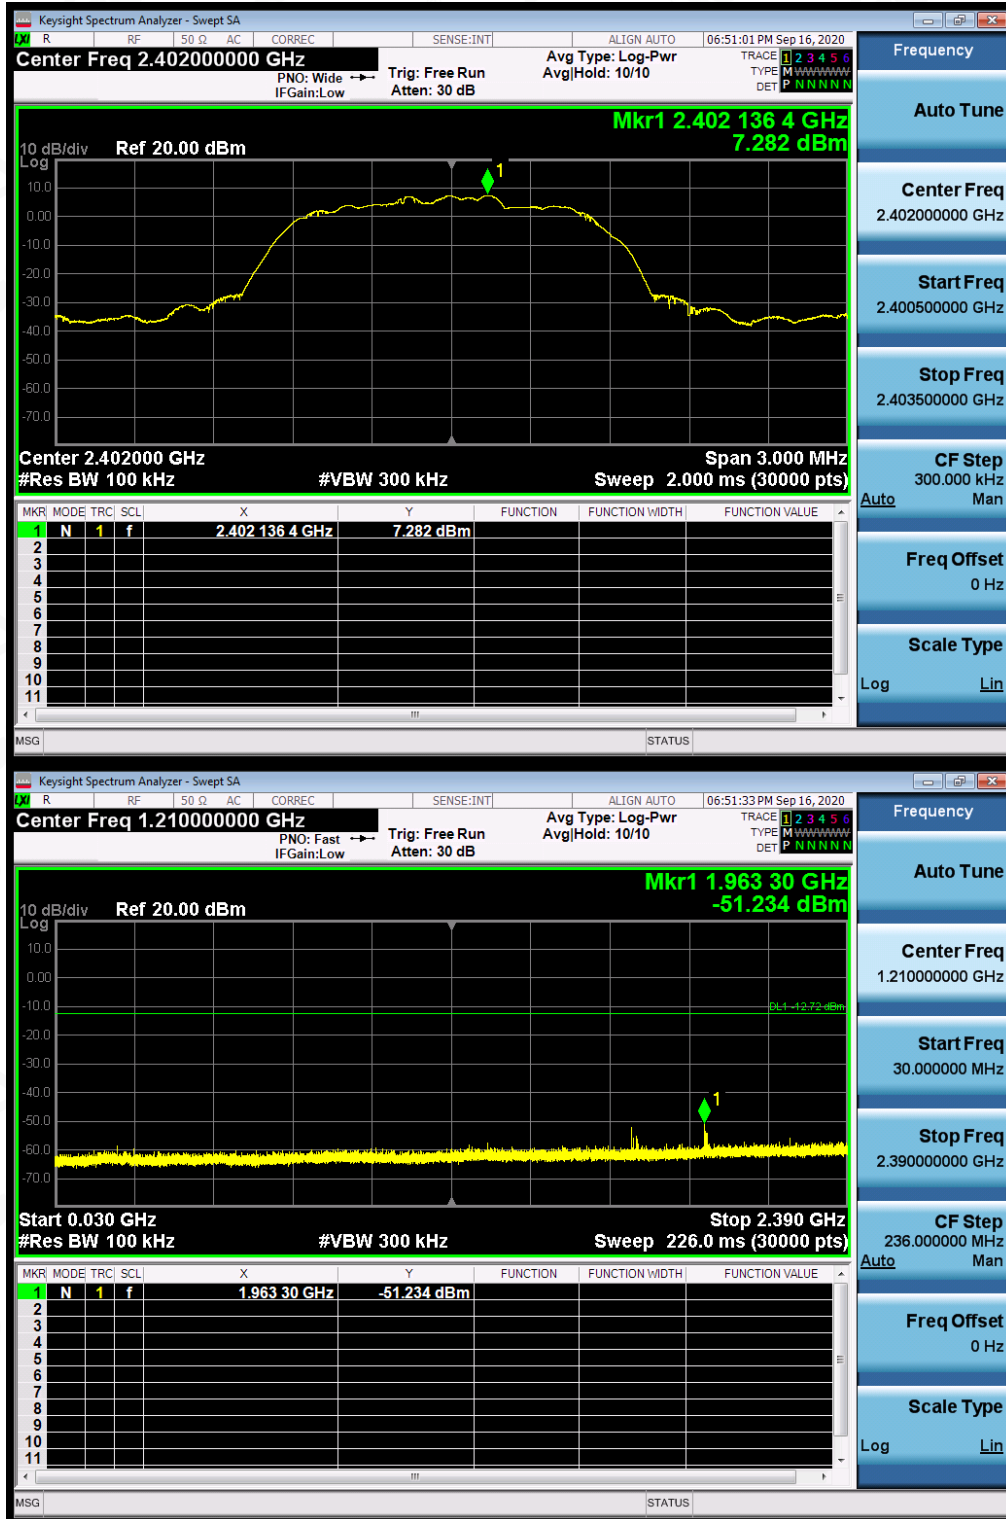 Keysight Spectrum Analyzer - Swept SA
LXI R RF 50 Ω AC CORREC SENSE:INT ALIGN AUTO 06:51:01 PM Sep 16, 2020
Center Freq 2.402000000 GHz
PNO: Wide
IFGain:Low
Trig: Free Run
Atten: 30 dB
Avg Type: Log-Pwr
Avg|Hold: 10/10
TRACE 1 2 3 4 5 6
TYPE M WWWWW
DET P N N N N N
Mkr1 2.402 136 4 GHz
7.282 dBm
10 dB/div Ref 20.00 dBm
Log
1
10.0
0.00
-10.0
-20.0
-30.0
-40.0
-50.0
-60.0
-70.0
Center 2.402000 GHz Span 3.000 MHz
#Res BW 100 kHz #VBW 300 kHz Sweep 2.000 ms (30000 pts)
MKR MODE TRC SCL X Y FUNCTION FUNCTION WIDTH FUNCTION VALUE
1 N 1 f 2.402 136 4 GHz 7.282 dBm
2
3
4
5
6
7
8
9
10
11
MSG STATUS
Frequency
Auto Tune
Center Freq
2.402000000 GHz
Start Freq
2.400500000 GHz
Stop Freq
2.403500000 GHz
CF Step
300.000 kHz
Auto Man
Freq Offset
0 Hz
Scale Type
Log Lin
Keysight Spectrum Analyzer - Swept SA
LXI R RF 50 Ω AC CORREC SENSE:INT ALIGN AUTO 06:51:33 PM Sep 16, 2020
Center Freq 1.210000000 GHz
PNO: Fast
IFGain:Low
Trig: Free Run
Atten: 30 dB
Avg Type: Log-Pwr
Avg|Hold: 10/10
TRACE 1 2 3 4 5 6
TYPE M WWWWW
DET P N N N N N
Mkr1 1.963 30 GHz
-51.234 dBm
10 dB/div Ref 20.00 dBm
Log
10.0
0.00
-10.0
DL1 -12.72 dBm
-20.0
-30.0
-40.0
1
-50.0
-60.0
-70.0
Start 0.030 GHz Stop 2.390 GHz
#Res BW 100 kHz #VBW 300 kHz Sweep 226.0 ms (30000 pts)
MKR MODE TRC SCL X Y FUNCTION FUNCTION WIDTH FUNCTION VALUE
1 N 1 f 1.963 30 GHz -51.234 dBm
2
3
4
5
6
7
8
9
10
11
MSG STATUS
Frequency
Auto Tune
Center Freq
1.210000000 GHz
Start Freq
30.000000 MHz
Stop Freq
2.390000000 GHz
CF Step
236.000000 MHz
Auto Man
Freq Offset
0 Hz
Scale Type
Log Lin